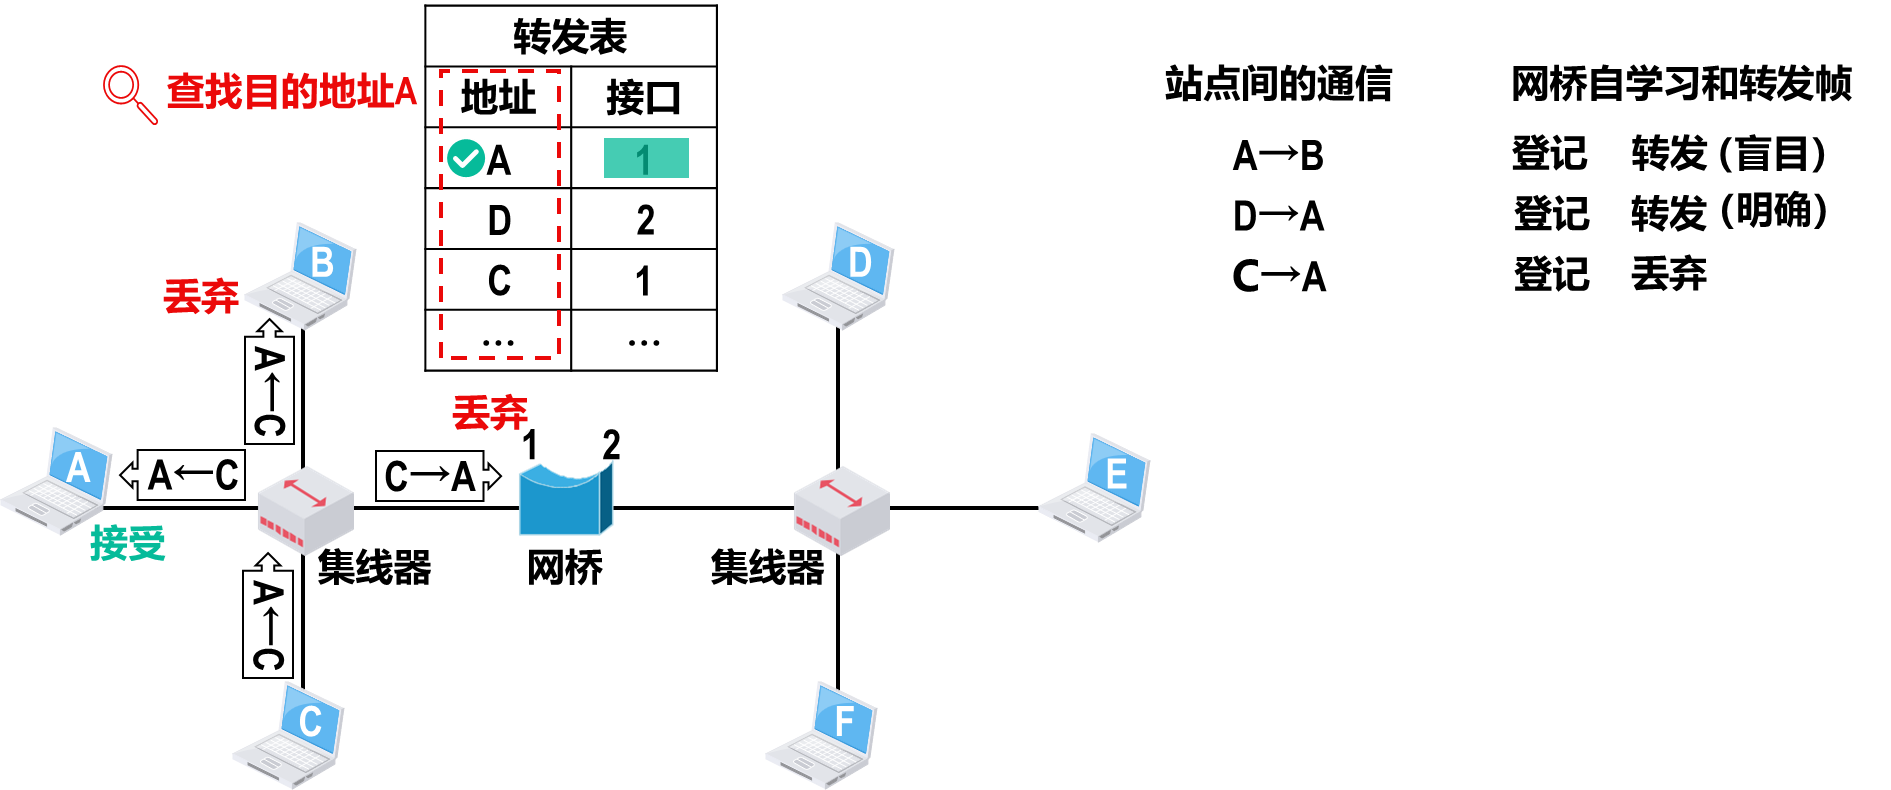 转发表
地址 接口
A 1
D 2
C 1
… …
查找目的地址A
站点间的通信 网桥自学习和转发帧
A→B 登记 转发 (盲目)
D→A 登记 转发 (明确)
C→A 登记 丢弃
B
丢弃
A←C
A
A←C
接受
C→A
丢弃
1 2
集线器
网桥
集线器
A←C
C
D
E
F